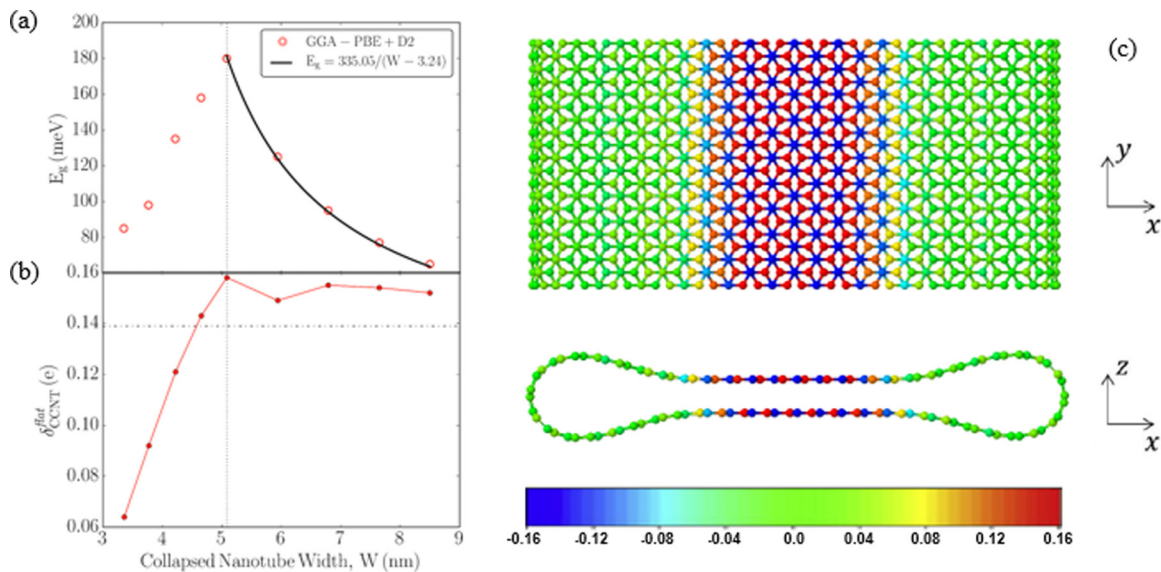 (a)
200
180
160
140
120
100
80
0.16
E_g (meV)
GGA − PBE + D2
E_g = 335.05/(W − 3.24)
(b)
0.14
0.12
0.10
0.08
0.06
δ^{flat}_{CCNT} (e)
3 4 5 6 7 8 9
Collapsed Nanotube Width, W (nm)
(c)
y
x
z
x
-0.16 -0.12 -0.08 -0.04 0.0 0.04 0.08 0.12 0.16